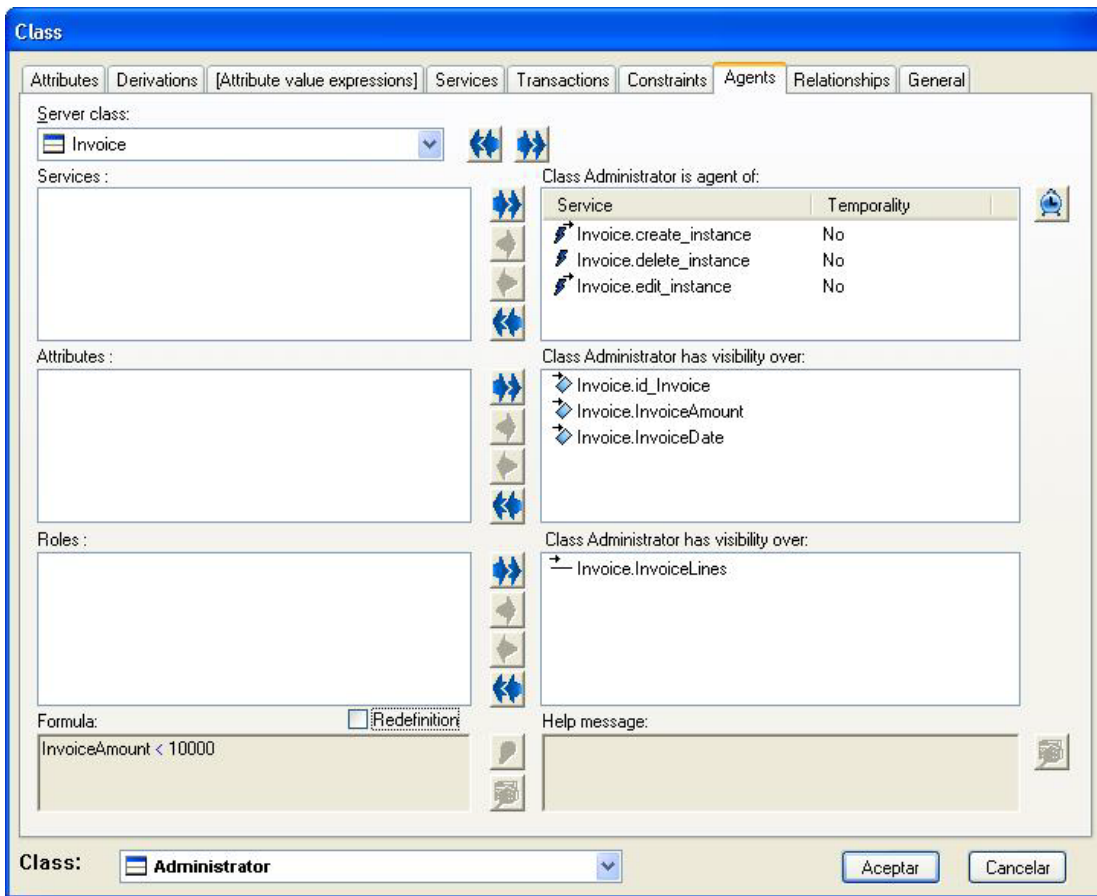 Class
Attributes Derivations [Attribute value expressions] Services Transactions Constraints Agents Relationships General
Server class:
Invoice
Services :
Class Administrator is agent of:
Service Temporality
Invoice.create_instance No
Invoice.delete_instance No
Invoice.edit_instance No
Attributes :
Class Administrator has visibility over:
Invoice.id_Invoice
Invoice.InvoiceAmount
Invoice.InvoiceDate
Roles :
Class Administrator has visibility over:
Invoice.InvoiceLines
Formula: Redefinition
InvoiceAmount < 10000
Help message:
Class: Administrator Aceptar Cancelar